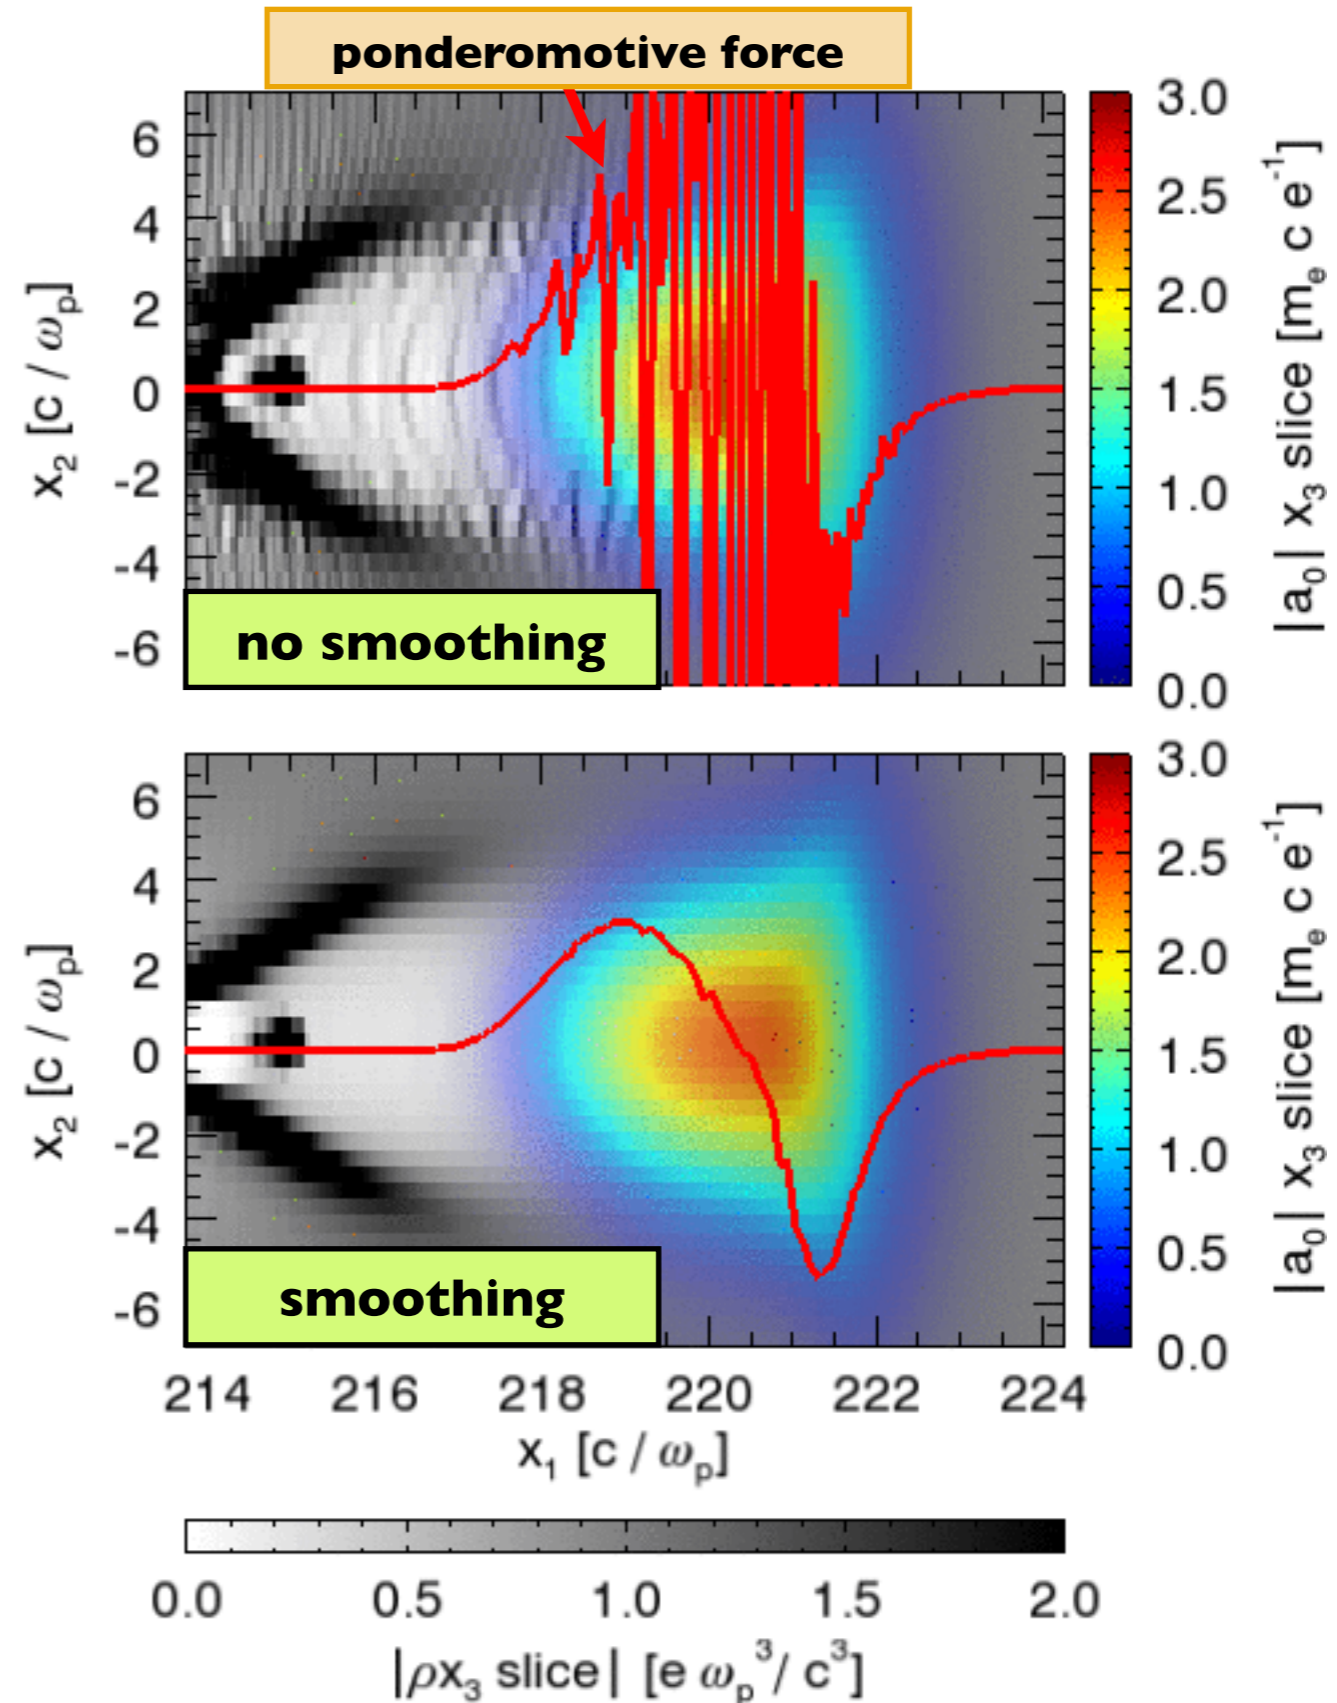 ponderomotive force
6
4
2
0
-2
-4
-6
x₂ [c / ωₚ]
no smoothing
3.0
2.5
2.0
1.5
1.0
0.5
0.0
|a₀| x₃ slice [mₑ c e⁻¹]
6
4
2
0
-2
-4
-6
x₂ [c / ωₚ]
smoothing
3.0
2.5
2.0
1.5
1.0
0.5
0.0
|a₀| x₃ slice [mₑ c e⁻¹]
214 216 218 220 222 224
x₁ [c / ωₚ]
0.0 0.5 1.0 1.5 2.0
|ρx₃ slice| [e ωₚ³/ c³]